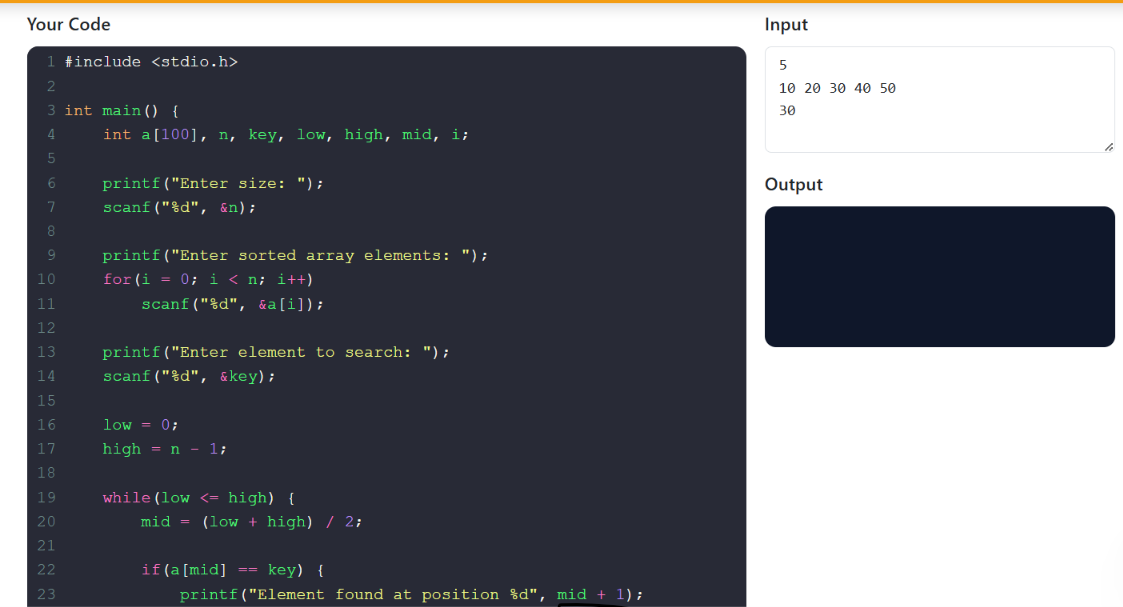 Your Code
1 #include <stdio.h>
2
3 int main() {
4     int a[100], n, key, low, high, mid, i;
5
6     printf("Enter size: ");
7     scanf("%d", &n);
8
9     printf("Enter sorted array elements: ");
10     for(i = 0; i < n; i++)
11         scanf("%d", &a[i]);
12
13     printf("Enter element to search: ");
14     scanf("%d", &key);
15
16     low = 0;
17     high = n - 1;
18
19     while(low <= high) {
20         mid = (low + high) / 2;
21
22         if(a[mid] == key) {
23             printf("Element found at position %d", mid + 1);
Input
5
10 20 30 40 50
30
Output